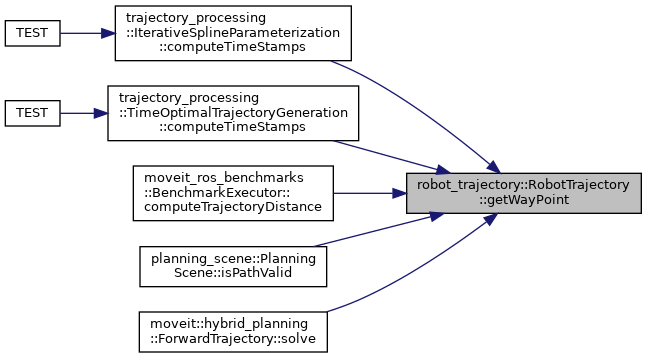 TEST
trajectory_processing
::IterativeSplineParameterization
::computeTimeStamps
TEST
trajectory_processing
::TimeOptimalTrajectoryGeneration
::computeTimeStamps
moveit_ros_benchmarks
::BenchmarkExecutor::
computeTrajectoryDistance
robot_trajectory::RobotTrajectory
::getWayPoint
planning_scene::Planning
Scene::isPathValid
moveit::hybrid_planning
::ForwardTrajectory::solve